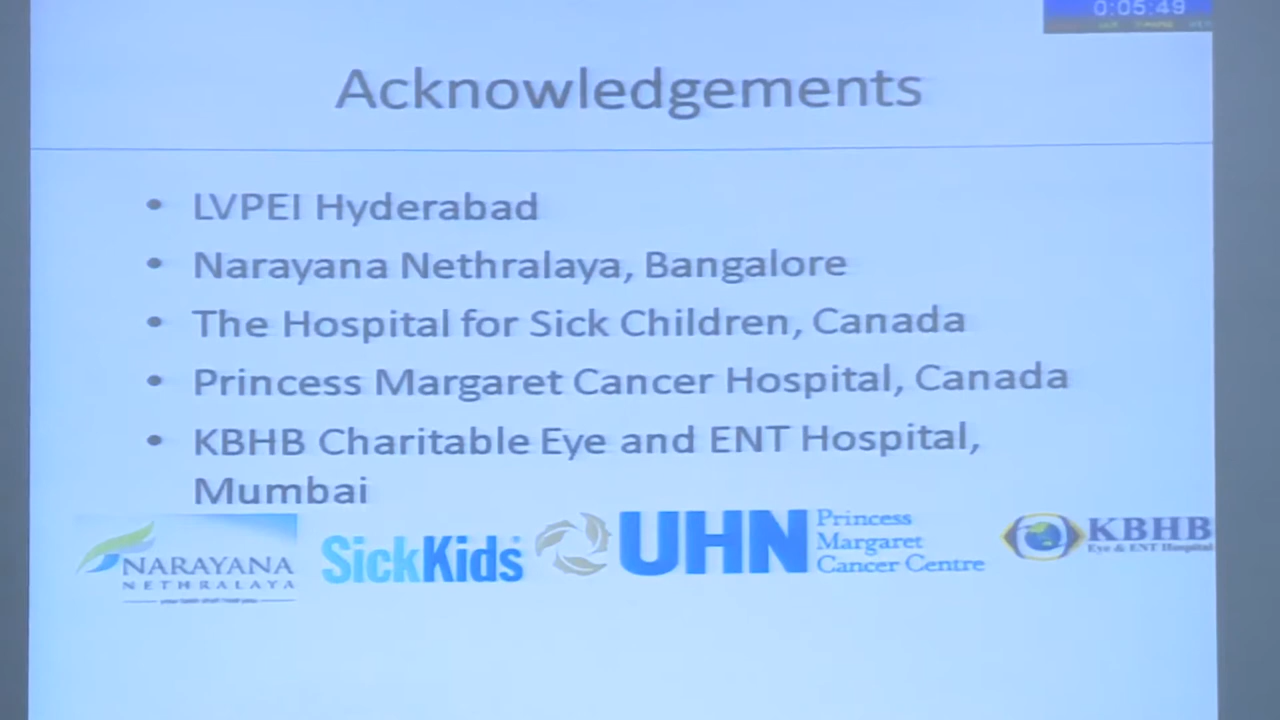 0:05:49
Acknowledgements
• LVPEI Hyderabad
• Narayana Nethralaya, Bangalore
• The Hospital for Sick Children, Canada
• Princess Margaret Cancer Hospital, Canada
• KBHB Charitable Eye and ENT Hospital,
Mumbai
NARAYANA
NETHRALAYA
SickKids
UHN
Princess
Margaret
Cancer Centre
KBHB
Eye & ENT Hospital